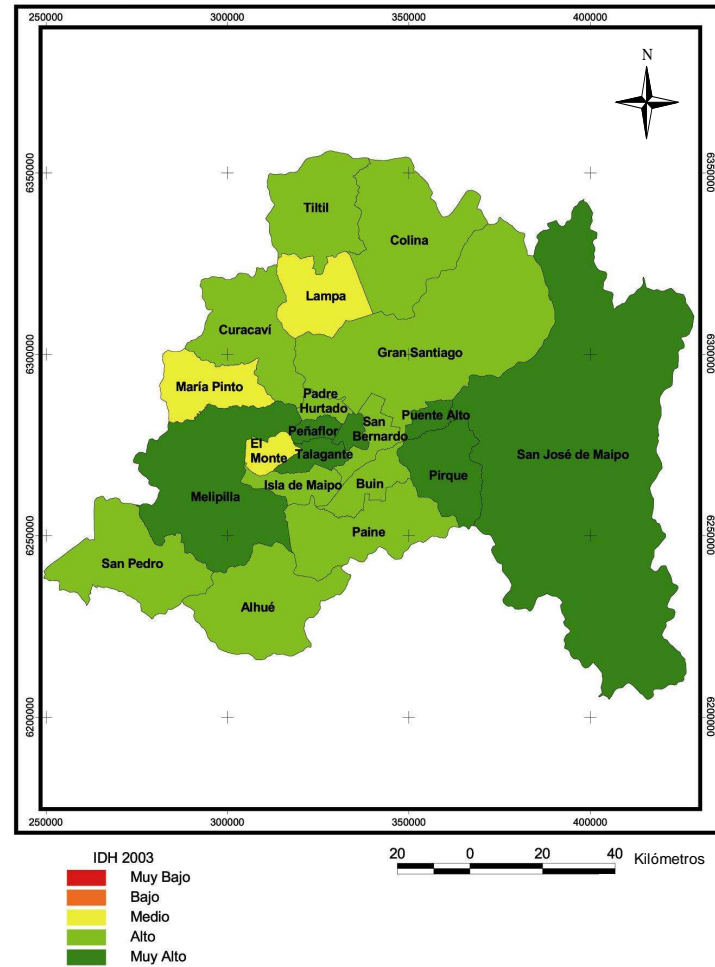 250000 300000 350000 400000
N
6350000 6350000
Tiltil
Colina
Lampa
Curacaví
6300000 6300000
Gran Santiago
María Pinto
Padre
Hurtado
San
Bernardo
Puente Alto
Peñaflor
El
Monte
Talagante
San José de Maipo
Pirque
Isla de Maipo
Buin
Melipilla
6250000 6250000
Paine
San Pedro
Alhué
6200000 6200000
250000 300000 350000 400000
IDH 2003
Muy Bajo
Bajo
Medio
Alto
Muy Alto
20 0 20 40 Kilómetros